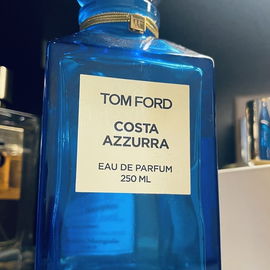 TOM FORD
COSTA
AZZURRA
EAU DE PARFUM
250 ML